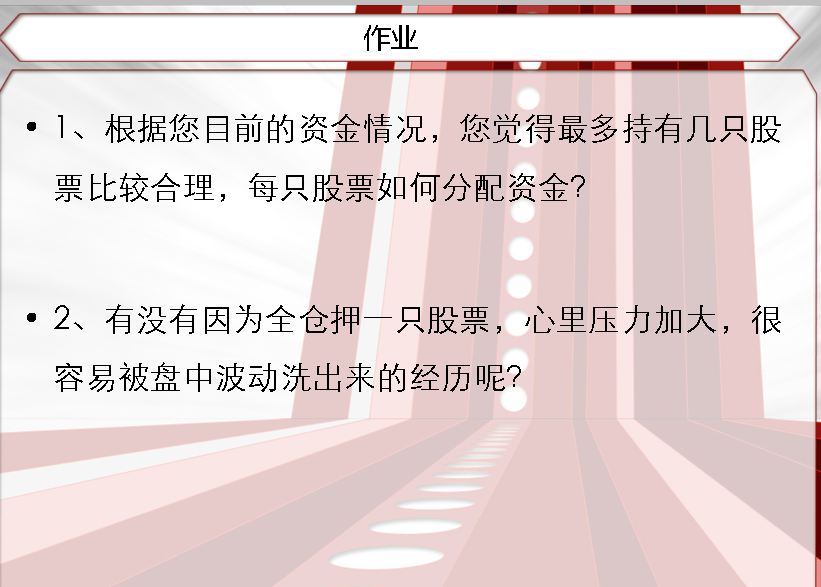 作业
• 1、根据您目前的资金情况，您觉得最多持有几只股
票比较合理，每只股票如何分配资金?
• 2、有没有因为全仓押一只股票，心里压力加大，很
容易被盘中波动洗出来的经历呢?